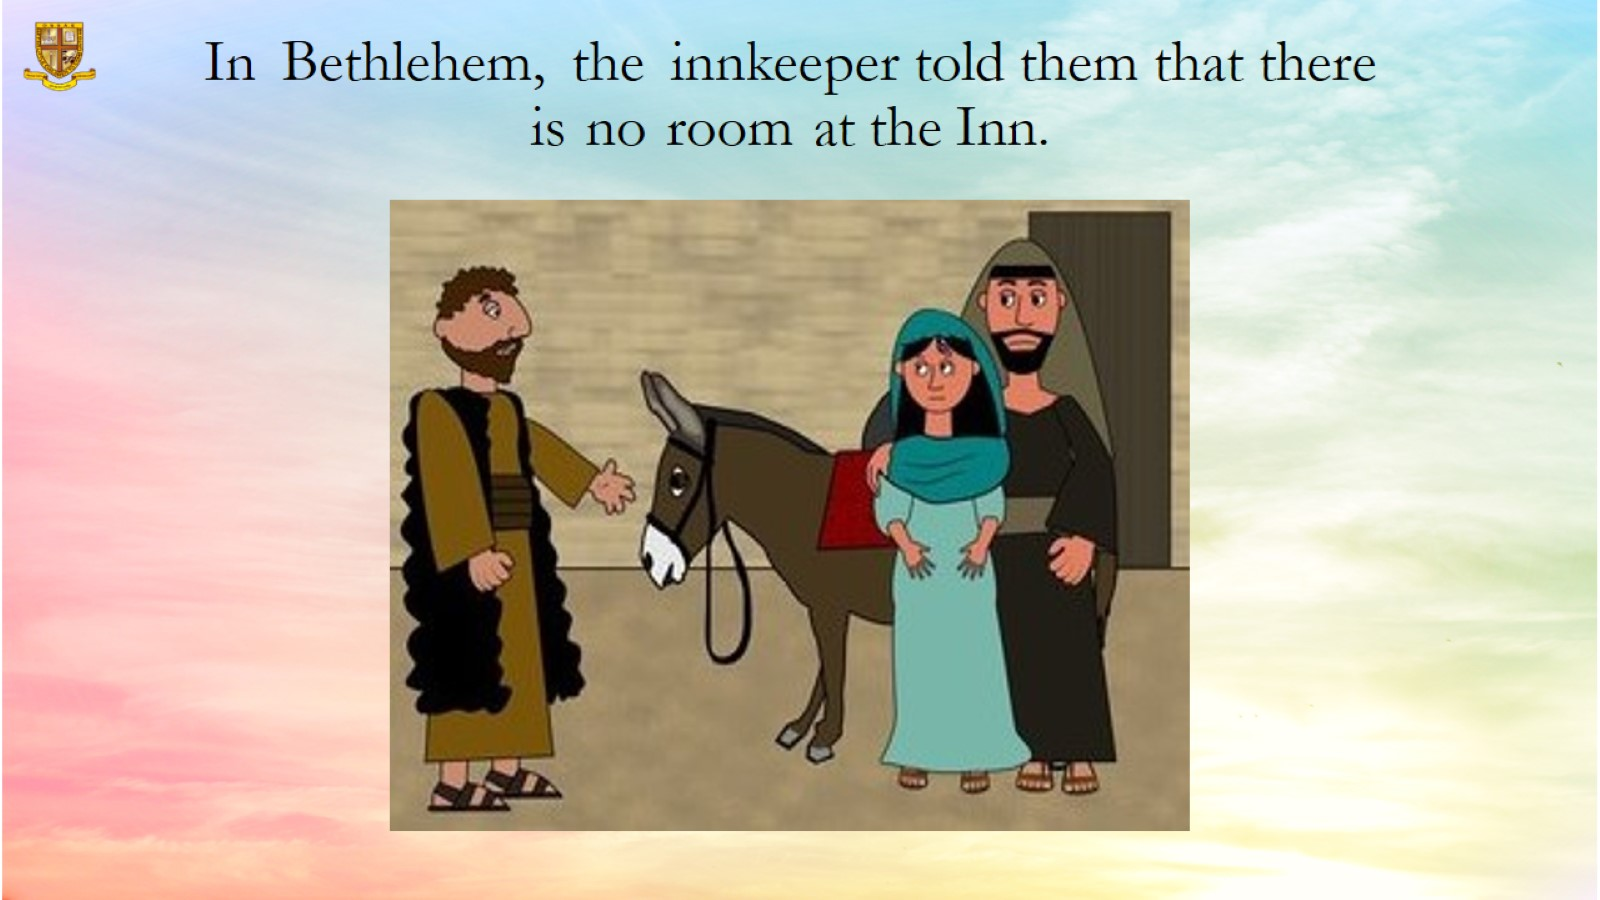 In Bethlehem, the innkeeper told them that there
is no room at the Inn.